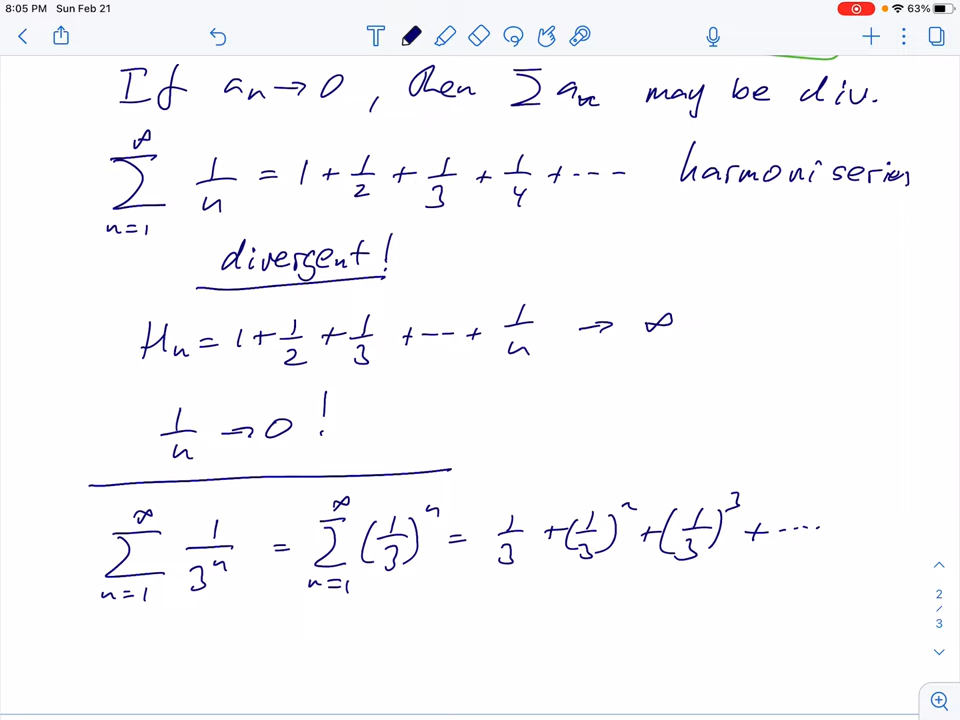 8:05 PM Sun Feb 21 63%
If aₙ → 0 , then Σ aₙ may be div.
∞
Σ 1/n = 1 + 1/2 + 1/3 + 1/4 + ··· harmoni series
n=1
divergent!
Hₙ = 1 + 1/2 + 1/3 + ··· + 1/n → ∞
1/n → 0 !
∞ ∞
Σ 1/3ⁿ = Σ (1/3)ⁿ = 1/3 + (1/3)² + (1/3)³ + ····
n=1 n=1
2
/
3